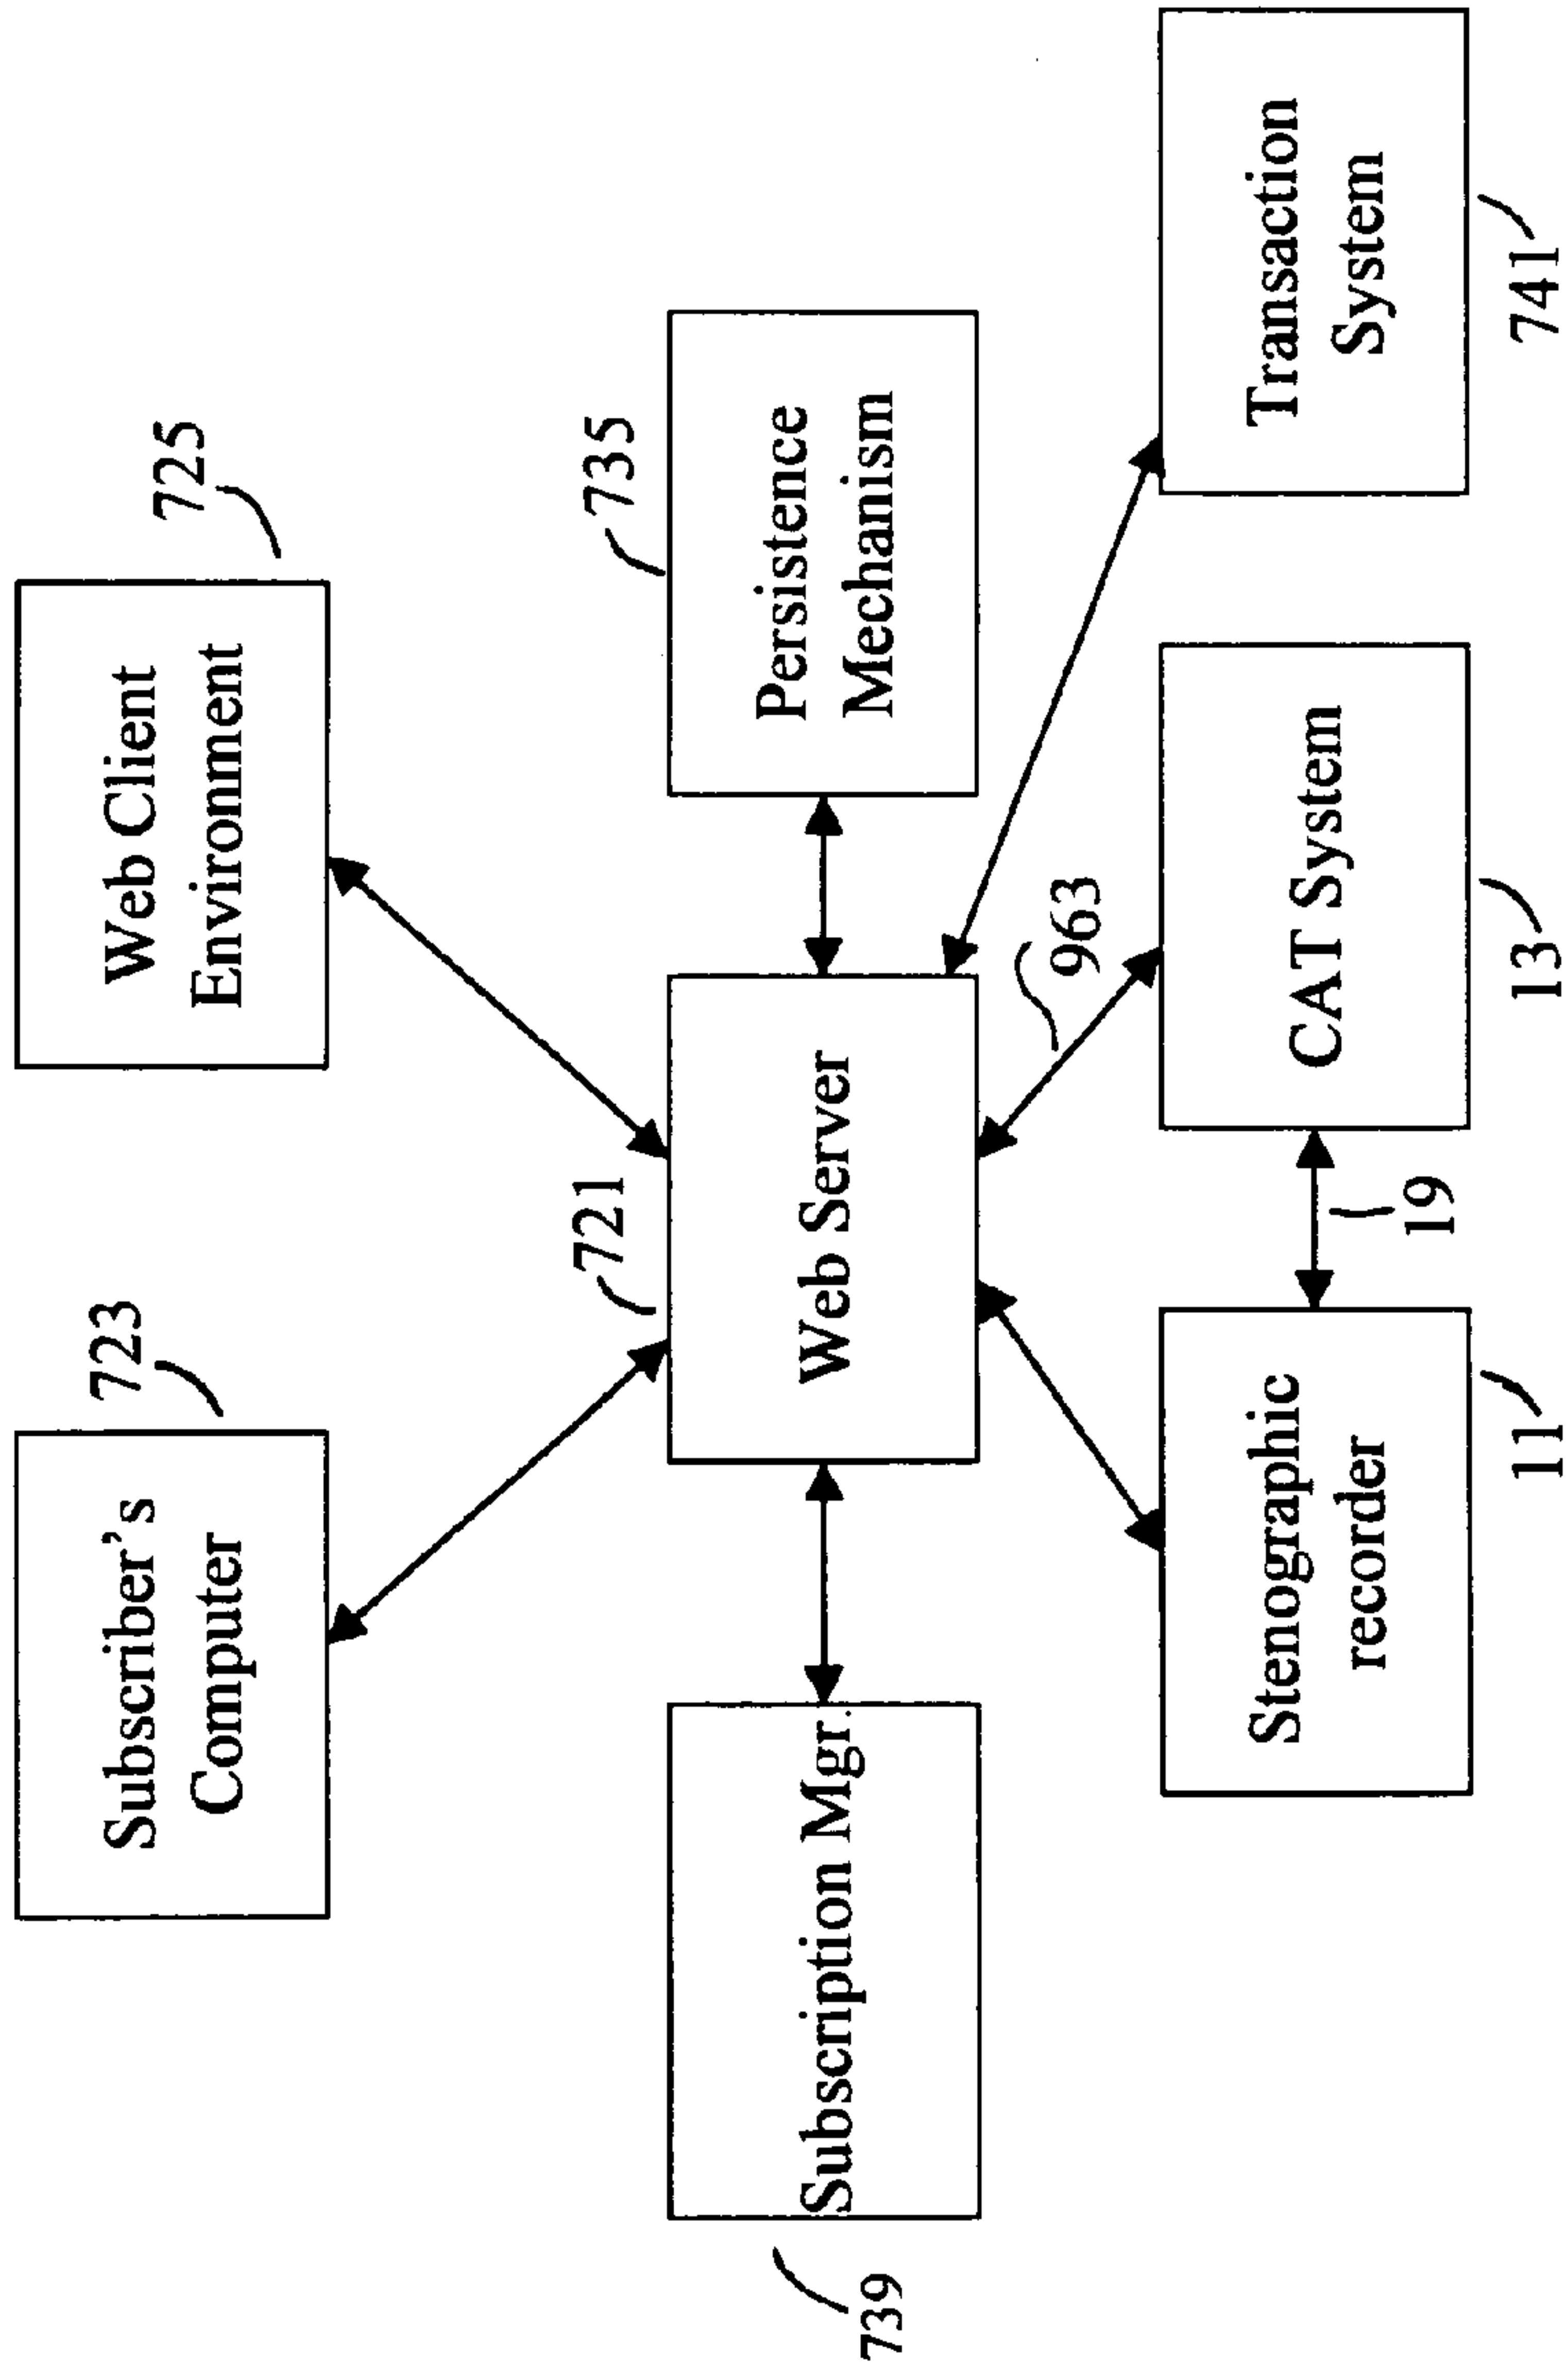 723
725
Subscriber's
Computer
Web Client
Environment
721
735
Subscription Mgr.
Web Server
Persistence
Mechanism
739
963
Stenographic
recorder
CAT System
Transaction
System
19
11
13
741